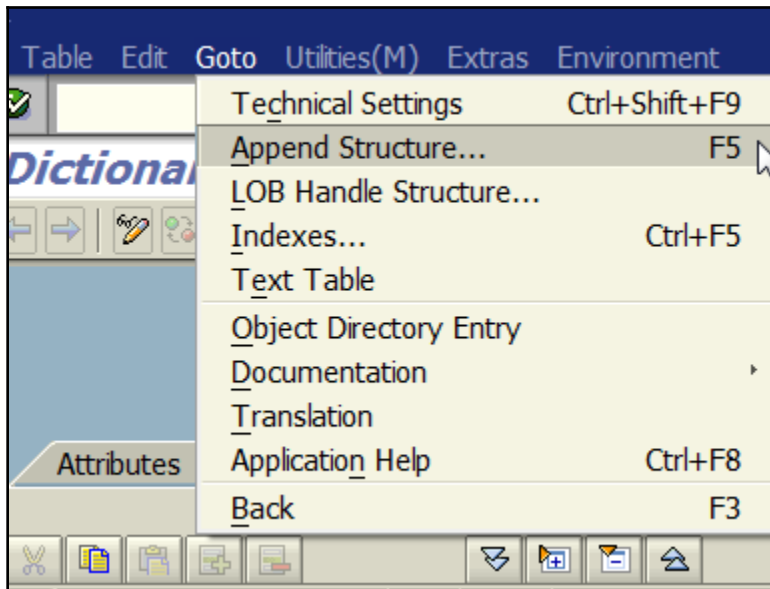 Table Edit Goto Utilities(M) Extras Environment
Technical Settings Ctrl+Shift+F9
Append Structure... F5
LOB Handle Structure...
Indexes... Ctrl+F5
Text Table
Object Directory Entry
Documentation
Translation
Application Help Ctrl+F8
Back F3
Attributes